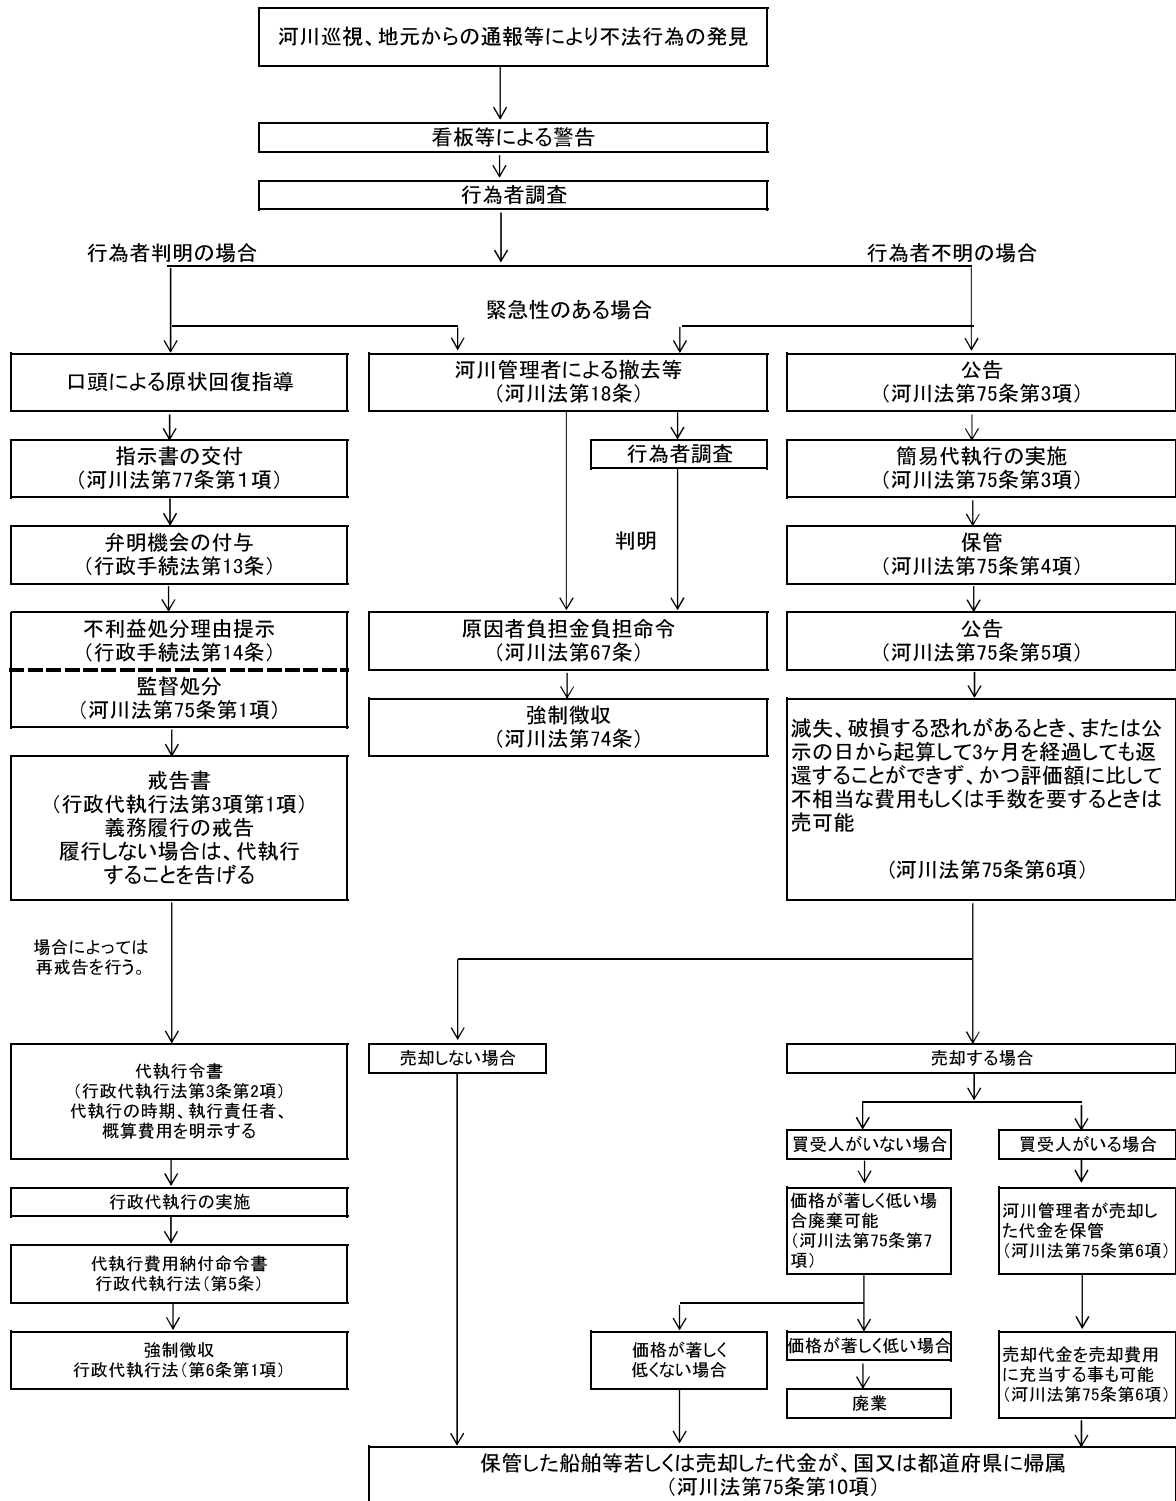 河川巡視、地元からの通報等により不法行為の発見
看板等による警告
行為者調査
行為者判明の場合
行為者不明の場合
緊急性のある場合
口頭による原状回復指導
河川管理者による撤去等
(河川法第18条)
公告
(河川法第75条第3項)
指示書の交付
(河川法第77条第1項)
行為者調査
簡易代執行の実施
(河川法第75条第3項)
弁明機会の付与
(行政手続法第13条)
判明
保管
(河川法第75条第4項)
不利益処分理由提示
(行政手続法第14条)
原因者負担金負担命令
(河川法第67条)
公告
(河川法第75条第5項)
監督処分
(河川法第75条第1項)
強制徴収
(河川法第74条)
減失、破損する恐れがあるとき、または公
示の日から起算して3ヶ月を経過しても返
還することができず、かつ評価額に比して
不相当な費用もしくは手数を要するときは
売可能
(河川法第75条第6項)
戒告書
(行政代執行法第3項第1項)
義務履行の戒告
履行しない場合は、代執行
することを告げる
場合によっては
再戒告を行う。
代執行令書
(行政代執行法第3条第2項)
代執行の時期、執行責任者、
概算費用を明示する
売却しない場合
売却する場合
買受人がいない場合
買受人がいる場合
行政代執行の実施
価格が著しく低い場
合廃棄可能
(河川法第75条第7
項)
河川管理者が売却し
た代金を保管
(河川法第75条第6項)
代執行費用納付命令書
行政代執行法(第5条)
強制徴収
行政代執行法(第6条第1項)
価格が著しく
低くない場合
価格が著しく低い場合
廃業
売却代金を売却費用
に充当する事も可能
(河川法第75条第6項)
保管した船舶等若しくは売却した代金が、国又は都道府県に帰属
(河川法第75条第10項)